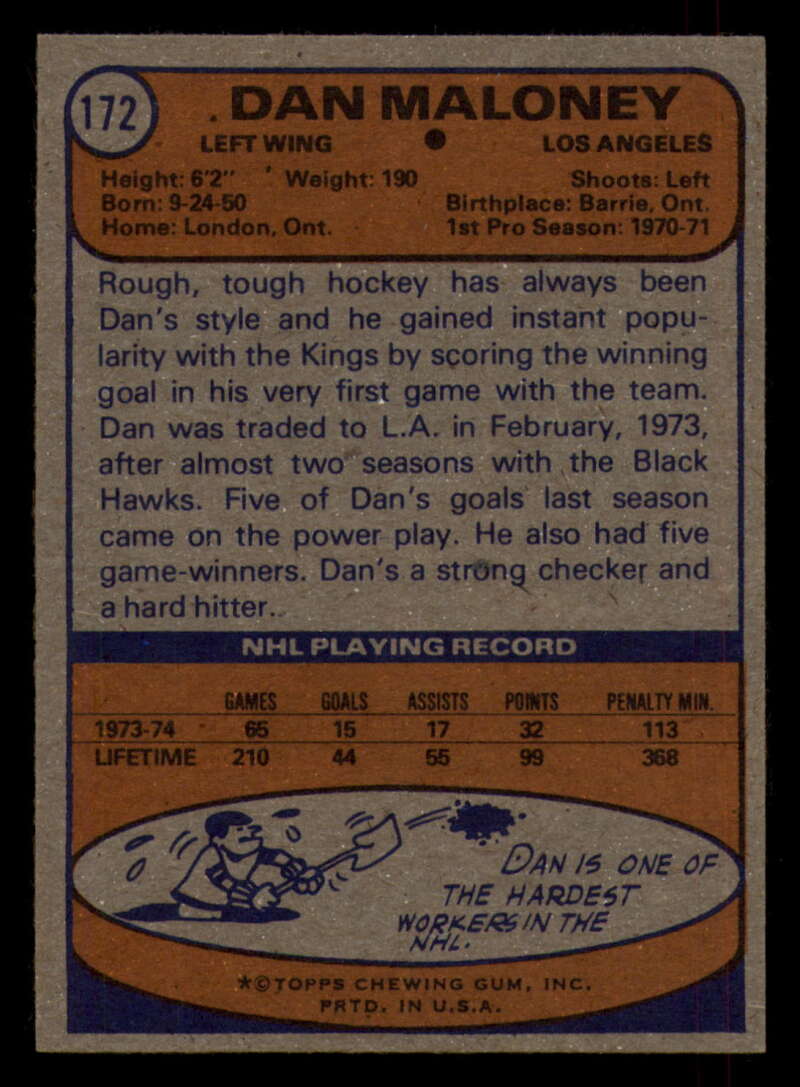 172
DAN MALONEY
LEFT WING ● LOS ANGELES
Height: 6'2" Weight: 190 Shoots: Left
Born: 9-24-50 Birthplace: Barrie, Ont.
Home: London, Ont. 1st Pro Season: 1970-71
Rough, tough hockey has always been
Dan's style and he gained instant popu-
larity with the Kings by scoring the winning
goal in his very first game with the team.
Dan was traded to L.A. in February, 1973,
after almost two seasons with the Black
Hawks. Five of Dan's goals last season
came on the power play. He also had five
game-winners. Dan's a strong checker and
a hard hitter.
NHL PLAYING RECORD
GAMES GOALS ASSISTS POINTS PENALTY MIN.
1973-74 65 15 17 32 113
LIFETIME 210 44 55 99 368
DAN IS ONE OF
THE HARDEST
WORKERS IN THE
NHL.
★©TOPPS CHEWING GUM, INC.
PRTD. IN U.S.A.